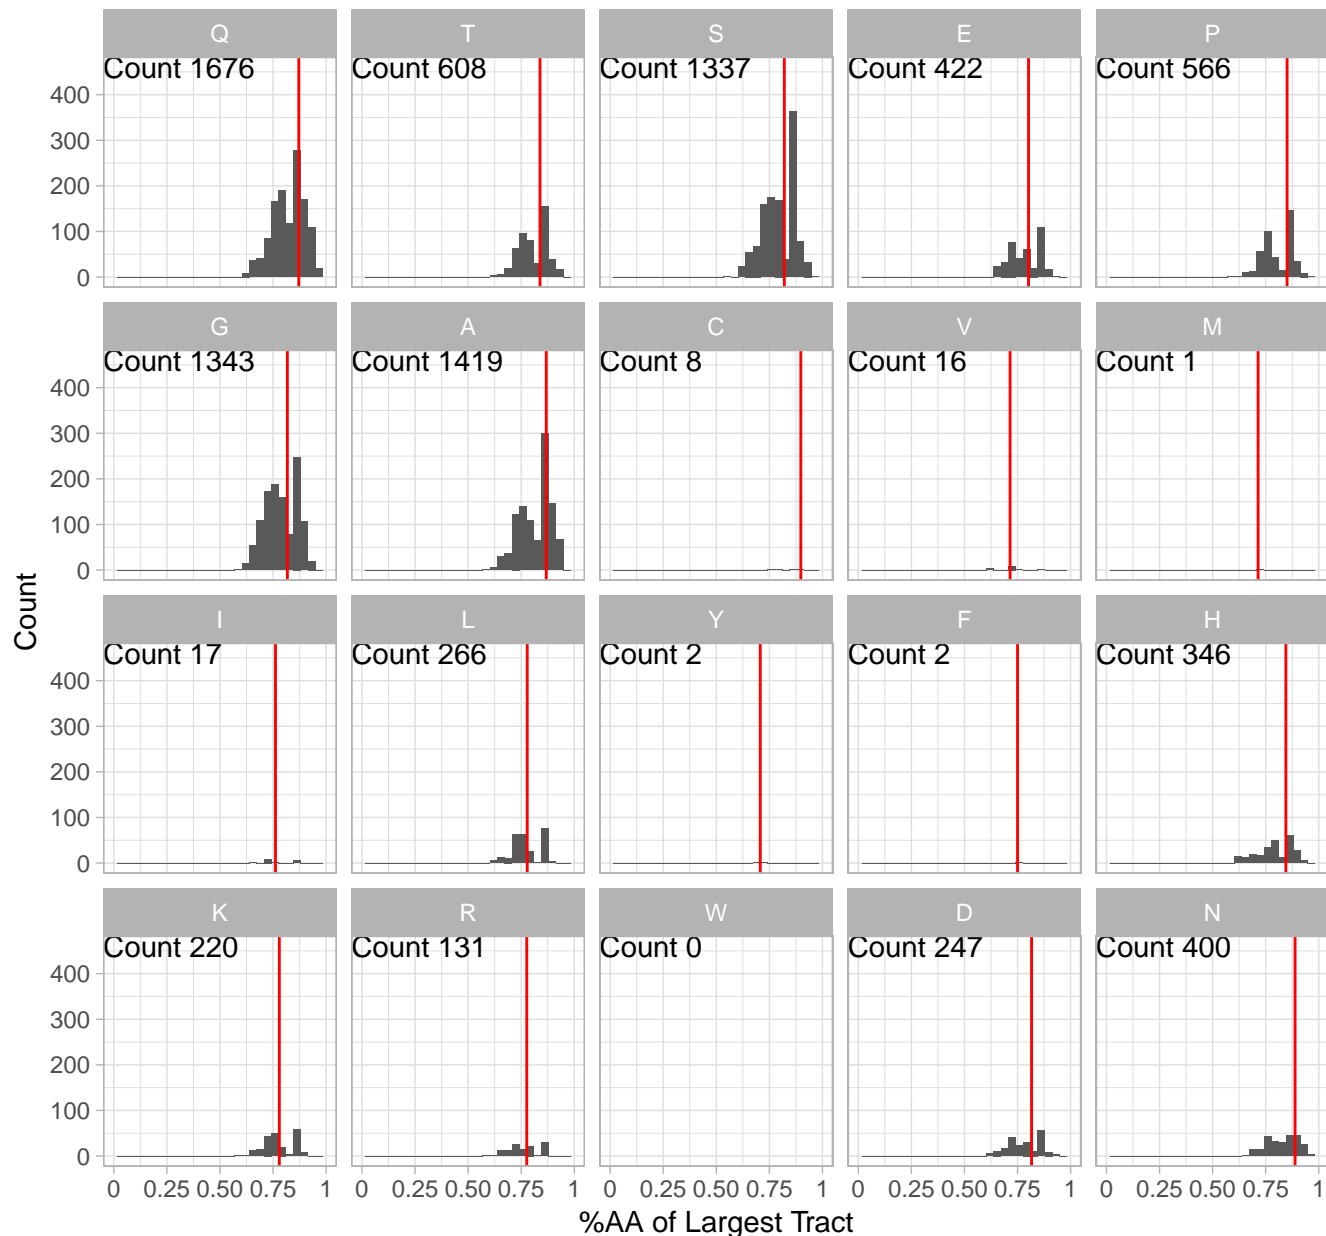 Q T S E P
Count 1676 Count 608 Count 1337 Count 422 Count 566
400
300
200
100
0
G A C V M
Count 1343 Count 1419 Count 8 Count 16 Count 1
400
300
200
100
0
Count
I L Y F H
Count 17 Count 266 Count 2 Count 2 Count 346
400
300
200
100
0
K R W D N
Count 220 Count 131 Count 0 Count 247 Count 400
400
300
200
100
0
0 0.25 0.50 0.75 1 0 0.25 0.50 0.75 1 0 0.25 0.50 0.75 1 0 0.25 0.50 0.75 1 0 0.25 0.50 0.75 1
%AA of Largest Tract